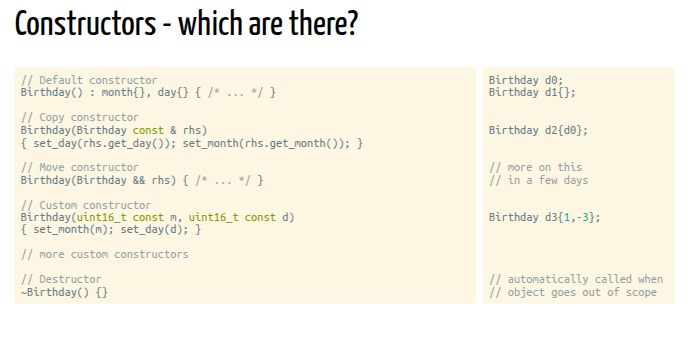 Constructors - which are there?
// Default constructor
Birthday() : month{}, day{} { /* ... */ }
// Copy constructor
Birthday(Birthday const & rhs)
{ set_day(rhs.get_day()); set_month(rhs.get_month()); }
// Move constructor
Birthday(Birthday && rhs) { /* ... */ }
// Custom constructor
Birthday(uint16_t const m, uint16_t const d)
{ set_month(m); set_day(d); }
// more custom constructors
// Destructor
~Birthday() {}
Birthday d0;
Birthday d1{};
Birthday d2{d0};
// more on this
// in a few days
Birthday d3{1,-3};
// automatically called when
// object goes out of scope